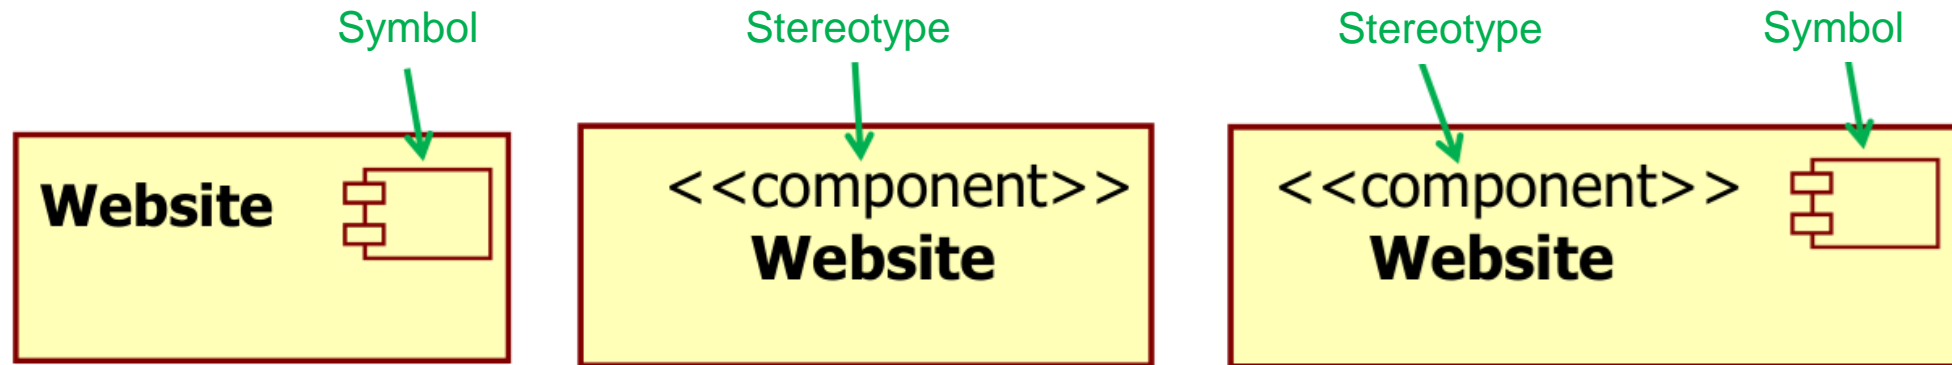 Symbol
Stereotype
Stereotype
Symbol
Website
<<component>>
Website
<<component>>
Website